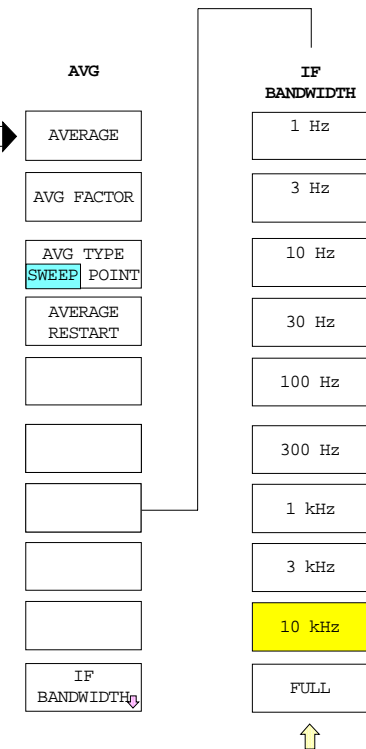 AVG
AVERAGE
AVG FACTOR
AVG TYPE
SWEEP POINT
AVERAGE
RESTART
IF
BANDWIDTH
IF
BANDWIDTH
1 Hz
3 Hz
10 Hz
30 Hz
100 Hz
300 Hz
1 kHz
3 kHz
10 kHz
FULL